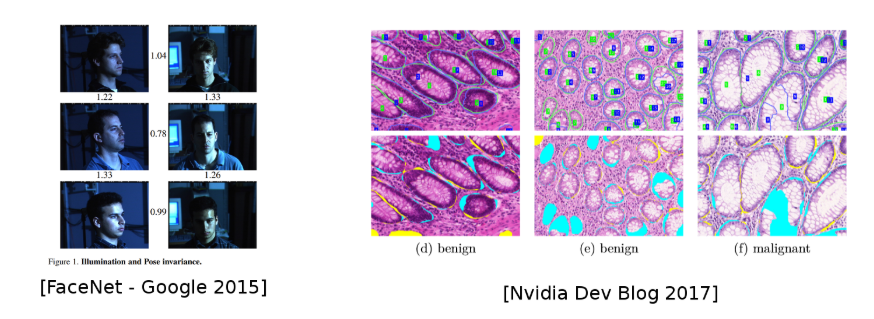 1.04
1.22 1.33
0.78
1.33 1.26
0.99
Figure 1. Illumination and Pose invariance.
[FaceNet - Google 2015]
(d) benign
(e) benign
(f) malignant
[Nvidia Dev Blog 2017]